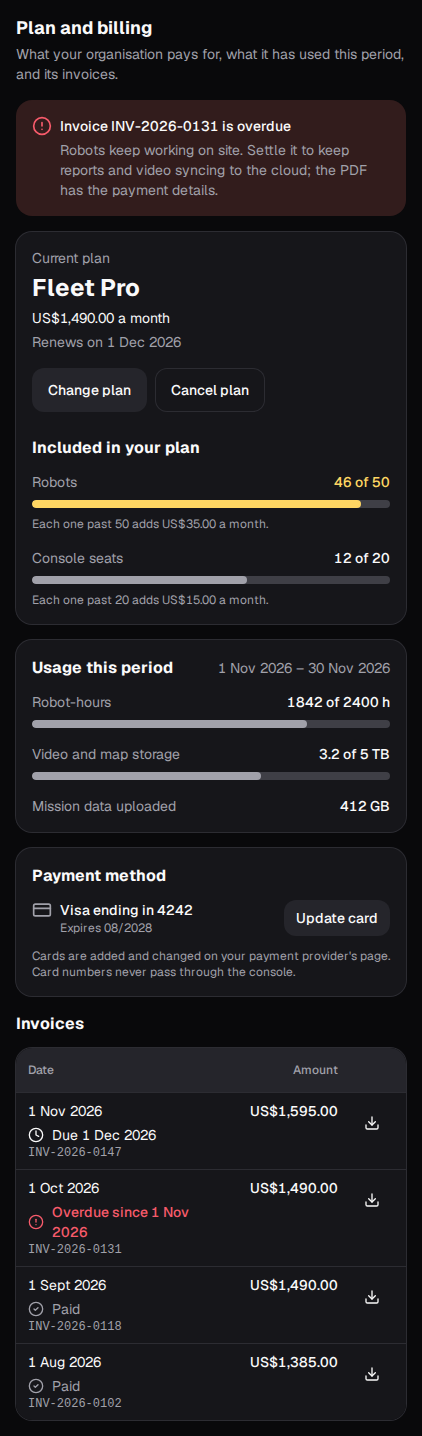 Plan and billing
What your organisation pays for, what it has used this period,
and its invoices.
Invoice INV-2026-0131 is overdue
Robots keep working on site. Settle it to keep
reports and video syncing to the cloud; the PDF
has the payment details.
Current plan
Fleet Pro
US$1,490.00 a month
Renews on 1 Dec 2026
Change plan
Cancel plan
Included in your plan
Robots 46 of 50
Each one past 50 adds US$35.00 a month.
Console seats 12 of 20
Each one past 20 adds US$15.00 a month.
Usage this period 1 Nov 2026 – 30 Nov 2026
Robot-hours 1842 of 2400 h
Video and map storage 3.2 of 5 TB
Mission data uploaded 412 GB
Payment method
Visa ending in 4242
Expires 08/2028
Update card
Cards are added and changed on your payment provider's page.
Card numbers never pass through the console.
Invoices
Date Amount
1 Nov 2026 US$1,595.00
Due 1 Dec 2026
INV-2026-0147
1 Oct 2026 US$1,490.00
Overdue since 1 Nov
2026
INV-2026-0131
1 Sept 2026 US$1,490.00
Paid
INV-2026-0118
1 Aug 2026 US$1,385.00
Paid
INV-2026-0102